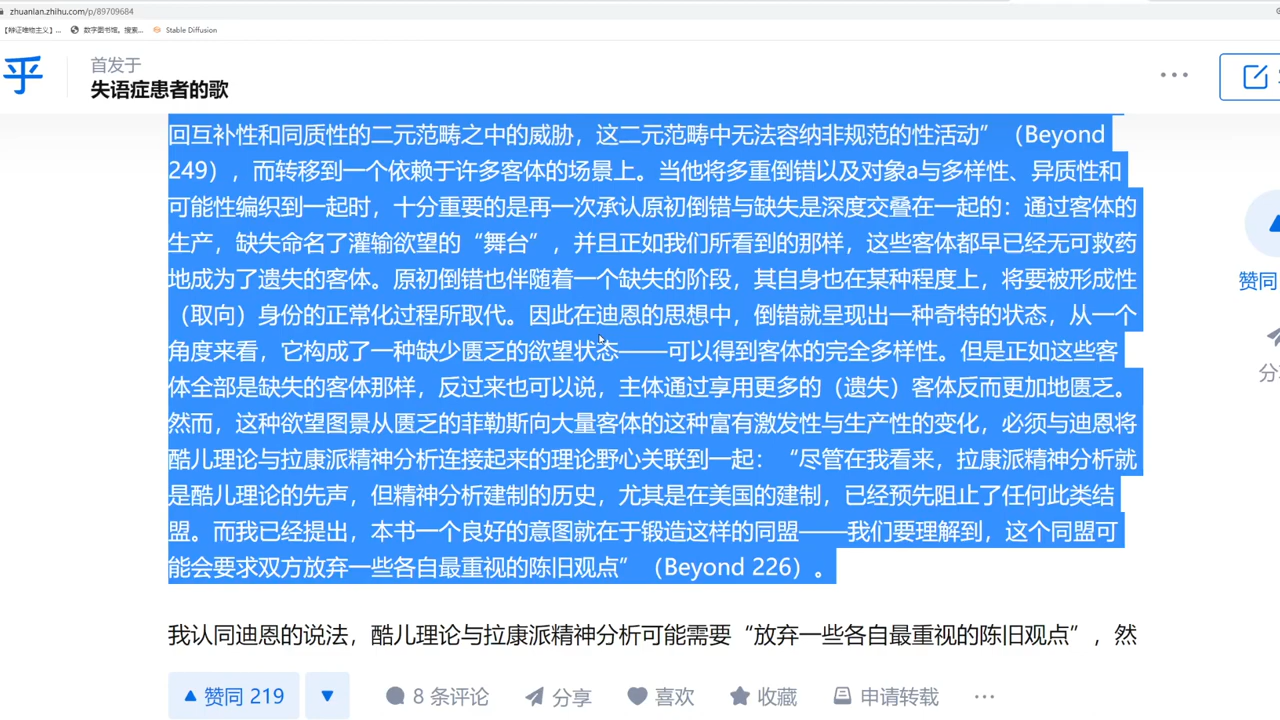 zhuanlan.zhihu.com/p/89709684
【辩证唯物主义】... 数字图书馆。搜索... Stable Diffusion
乎
首发于
失语症患者的歌
回互补性和同质性的二元范畴之中的威胁，这二元范畴中无法容纳非规范的性活动”（Beyond
249），而转移到一个依赖于许多客体的场景上。当他将多重倒错以及对象a与多样性、异质性和
可能性编织到一起时，十分重要的是再一次承认原初倒错与缺失是深度交叠在一起的：通过客体的
生产，缺失命名了灌输欲望的“舞台”，并且正如我们所看到的那样，这些客体都早已经无可救药
地成为了遗失的客体。原初倒错也伴随着一个缺失的阶段，其自身也在某种程度上，将要被形成性
（取向）身份的正常化过程所取代。因此在迪恩的思想中，倒错就呈现出一种奇特的状态，从一个
角度来看，它构成了一种缺少匮乏的欲望状态——可以得到客体的完全多样性。但是正如这些客
体全部是缺失的客体那样，反过来也可以说，主体通过享用更多的（遗失）客体反而更加地匮乏。
然而，这种欲望图景从匮乏的菲勒斯向大量客体的这种富有激发性与生产性的变化，必须与迪恩将
酷儿理论与拉康派精神分析连接起来的理论野心关联到一起：“尽管在我看来，拉康派精神分析就
是酷儿理论的先声，但精神分析建制的历史，尤其是在美国的建制，已经预先阻止了任何此类结
盟。而我已经提出，本书一个良好的意图就在于锻造这样的同盟——我们要理解到，这个同盟可
能会要求双方放弃一些各自最重视的陈旧观点”（Beyond 226）。
赞同
我认同迪恩的说法，酷儿理论与拉康派精神分析可能需要“放弃一些各自最重视的陈旧观点”，然
赞同 219 8 条评论 分享 喜欢 收藏 申请转载